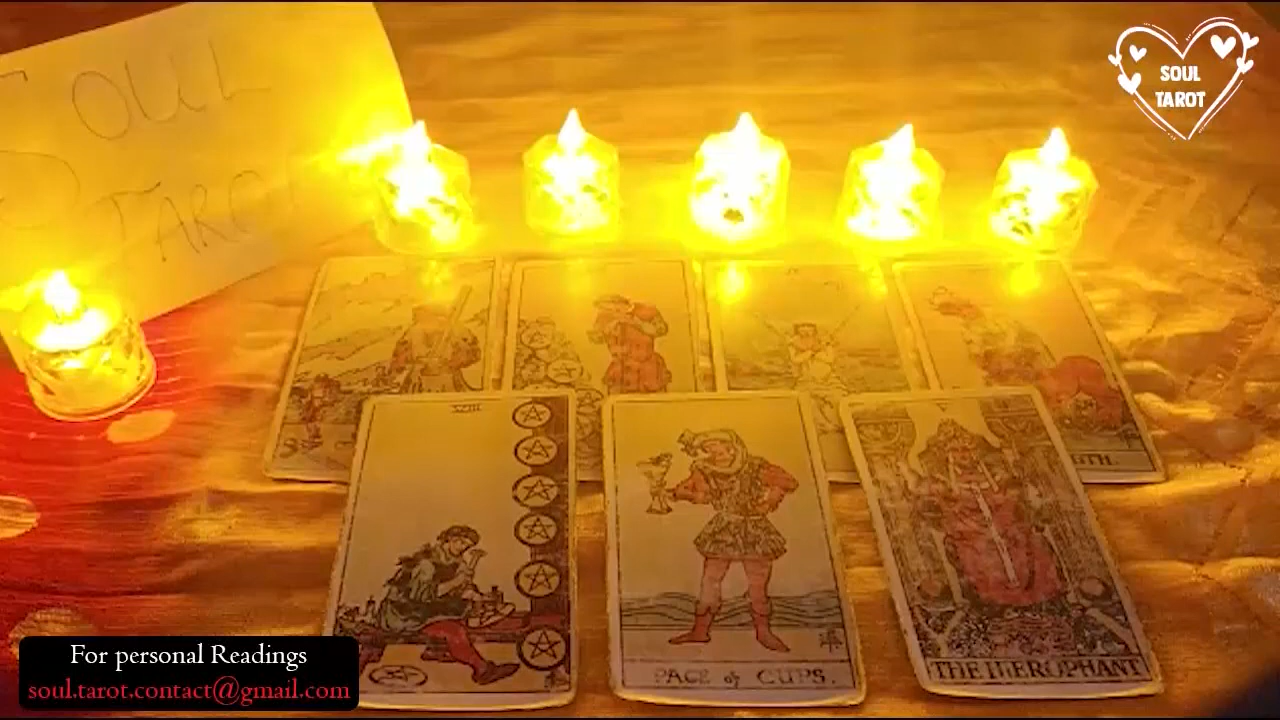 SOUL
TAROT
SOUL
TAROT
VIII
V
PAGE of CUPS.
THE HIEROPHANT
For personal Readings
soul.tarot.contact@gmail.com